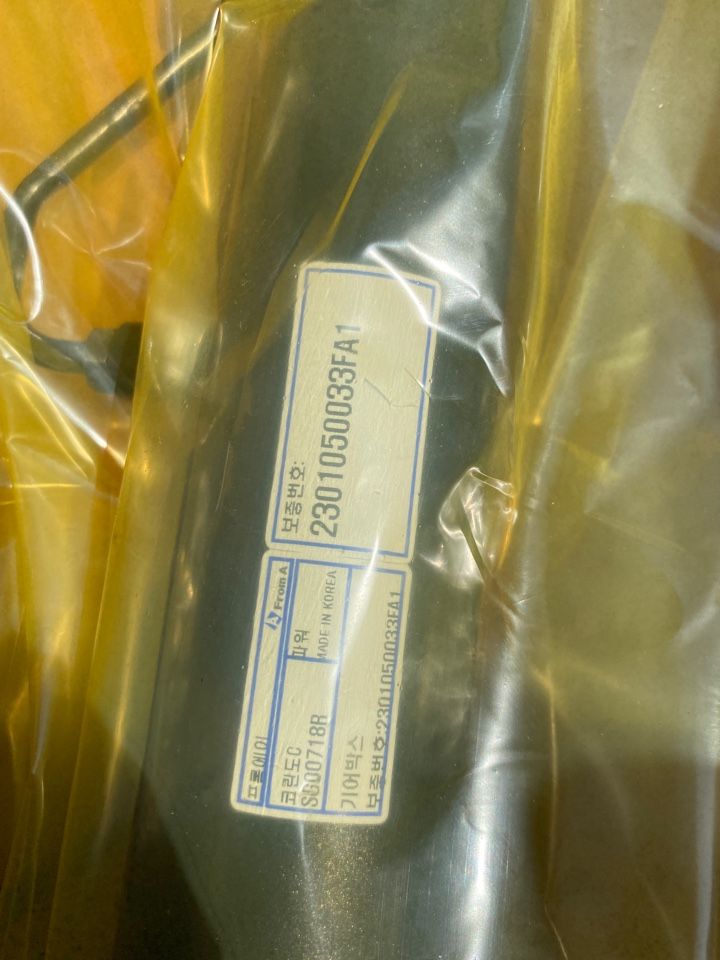 보증번호:
2301050033FA1
프롬에이
From A
코란도C
파워
SG00718R
MADE IN KOREA
기어박스
보증번호:2301050033FA1